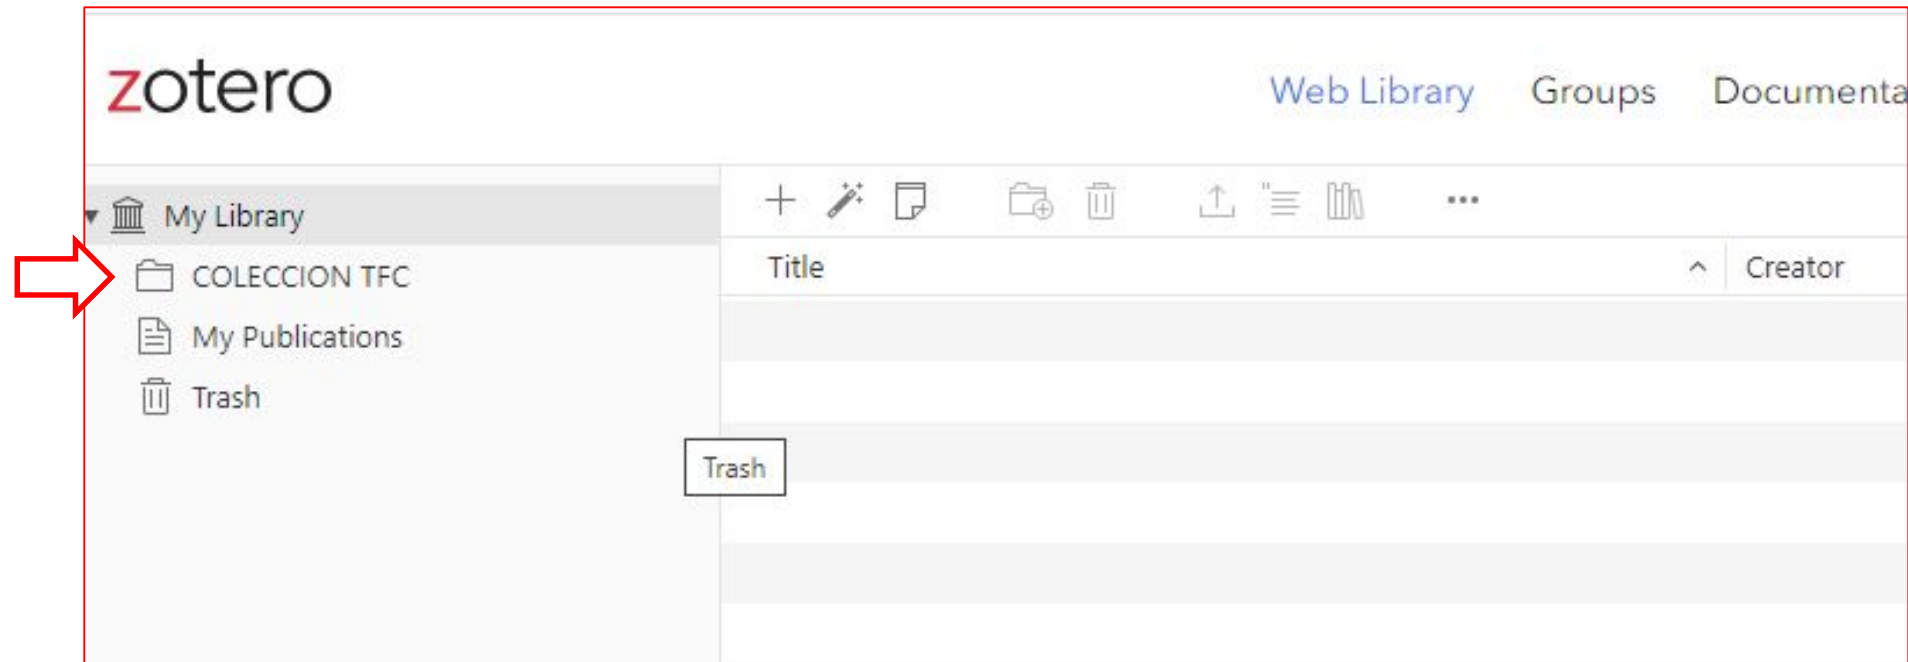 zotero
Web Library Groups Documenta
My Library
Title Creator
COLECCION TFC
My Publications
Trash
Trash